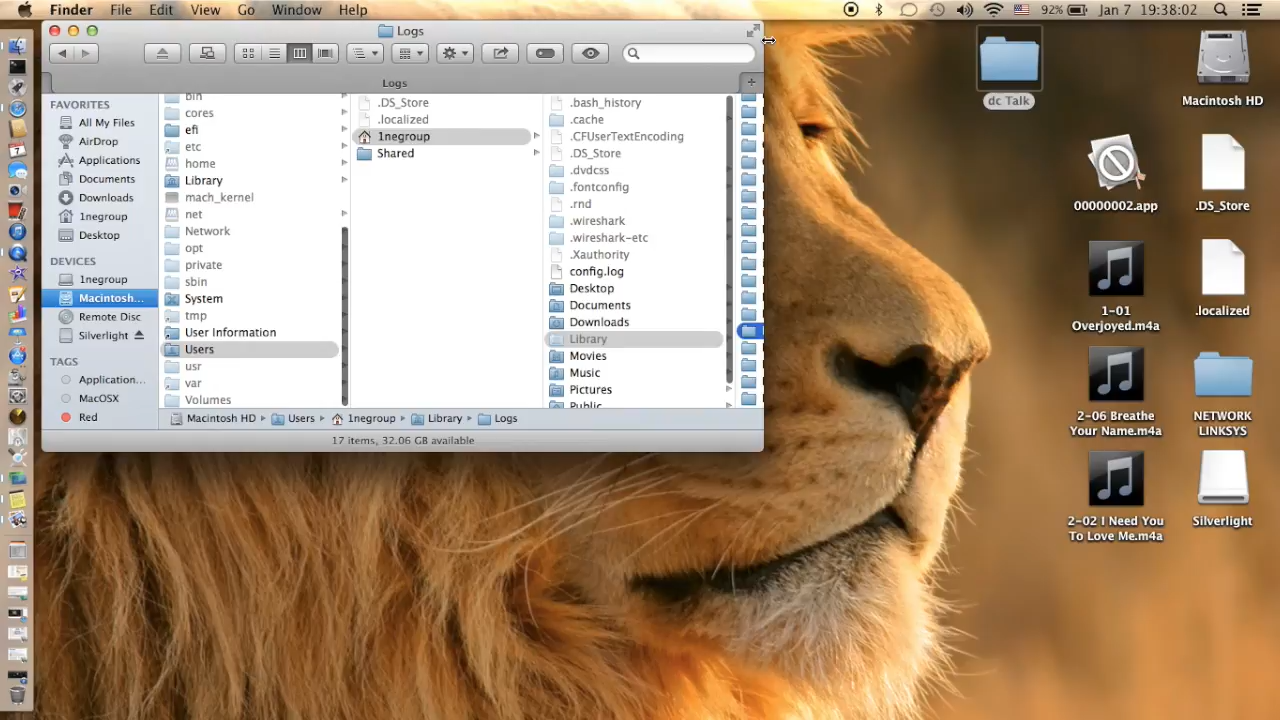 Finder File Edit View Go Window Help
92% Jan 7 19:38:02
Logs
Logs
FAVORITES
All My Files
AirDrop
Applications
Documents
Downloads
1negroup
Desktop
DEVICES
1negroup
Macintosh...
Remote Disc
Silverlight
TAGS
Application...
MacOSX
Red
bin
cores
efi
etc
home
Library
mach_kernel
net
Network
opt
private
sbin
System
tmp
User Information
Users
usr
var
Volumes
.DS_Store
.localized
1negroup
Shared
.bash_history
.cache
.CFUserTextEncoding
.DS_Store
.dvdcss
.fontconfig
.rnd
.wireshark
.wireshark-etc
.Xauthority
config.log
Desktop
Documents
Downloads
Library
Movies
Music
Pictures
Public
Macintosh HD Users 1negroup Library Logs
17 items, 32.06 GB available
dc Talk
Macintosh HD
00000002.app
.DS_Store
1-01
Overjoyed.m4a
.localized
2-06 Breathe
Your Name.m4a
NETWORK
LINKSYS
2-02 I Need You
To Love Me.m4a
Silverlight